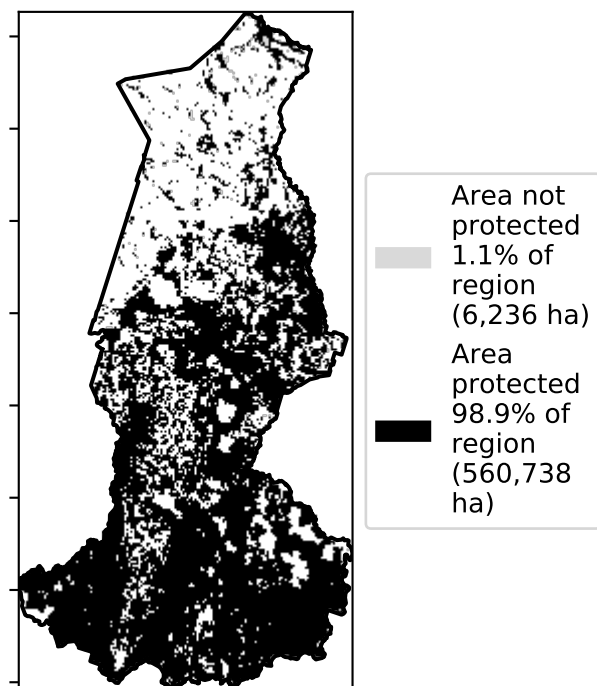 Area not
protected
1.1% of
region
(6,236 ha)
Area
protected
98.9% of
region
(560,738
ha)